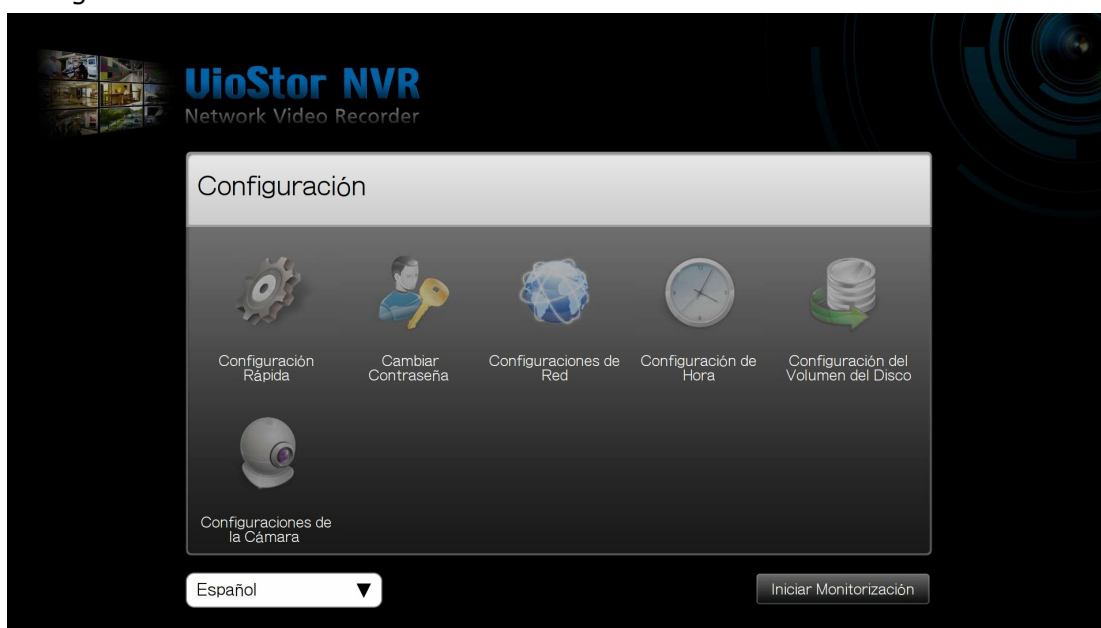 VioStor NVR
Network Video Recorder
Configuración
Configuración Rápida
Cambiar Contraseña
Configuraciones de Red
Configuración de Hora
Configuración del Volumen del Disco
Configuraciones de la Cámara
Español
Iniciar Monitorización